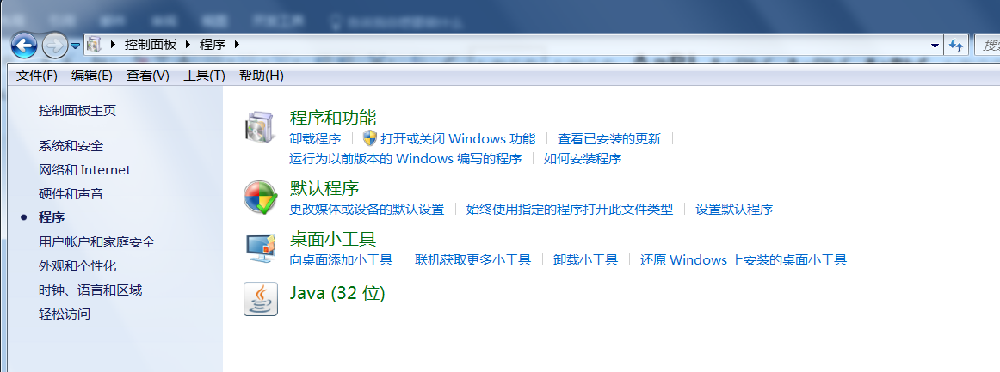 控制面板 程序
搜
文件(F) 编辑(E) 查看(V) 工具(T) 帮助(H)
控制面板主页
系统和安全
网络和 Internet
硬件和声音
程序
用户帐户和家庭安全
外观和个性化
时钟、语言和区域
轻松访问
程序和功能
卸载程序 打开或关闭 Windows 功能 查看已安装的更新
运行为以前版本的 Windows 编写的程序 如何安装程序
默认程序
更改媒体或设备的默认设置 始终使用指定的程序打开此文件类型 设置默认程序
桌面小工具
向桌面添加小工具 联机获取更多小工具 卸载小工具 还原 Windows 上安装的桌面小工具
Java (32 位)